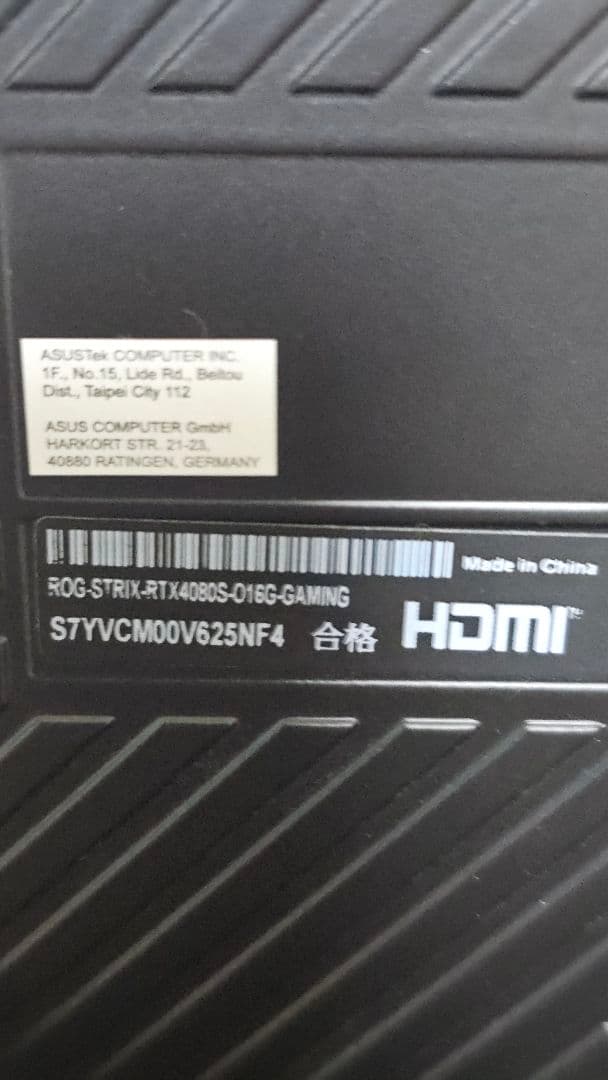 ASUSTek COMPUTER INC.
1F., No.15, Lide Rd., Beitou
Dist., Taipei City 112
ASUS COMPUTER GmbH
HARKORT STR. 21-23,
40880 RATINGEN, GERMANY
Made in China
ROG-STRIX-RTX4080S-O16G-GAMING
S7YVCM00V625NF4 合格 HDMI™